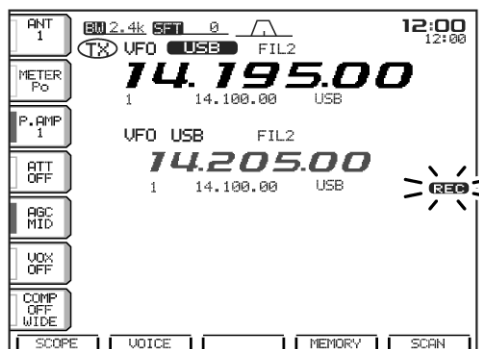 ANT
1
BW 2.4k SFT 0
12:00
12:00
TX VFO USB FIL2
METER
Po
14.195.00
1 14.100.00 USB
P.AMP
1
VFO USB FIL2
ATT
OFF
14.205.00
1 14.100.00 USB
REC
AGC
MID
VOX
OFF
COMP
OFF
WIDE
SCOPE VOICE MEMORY SCAN